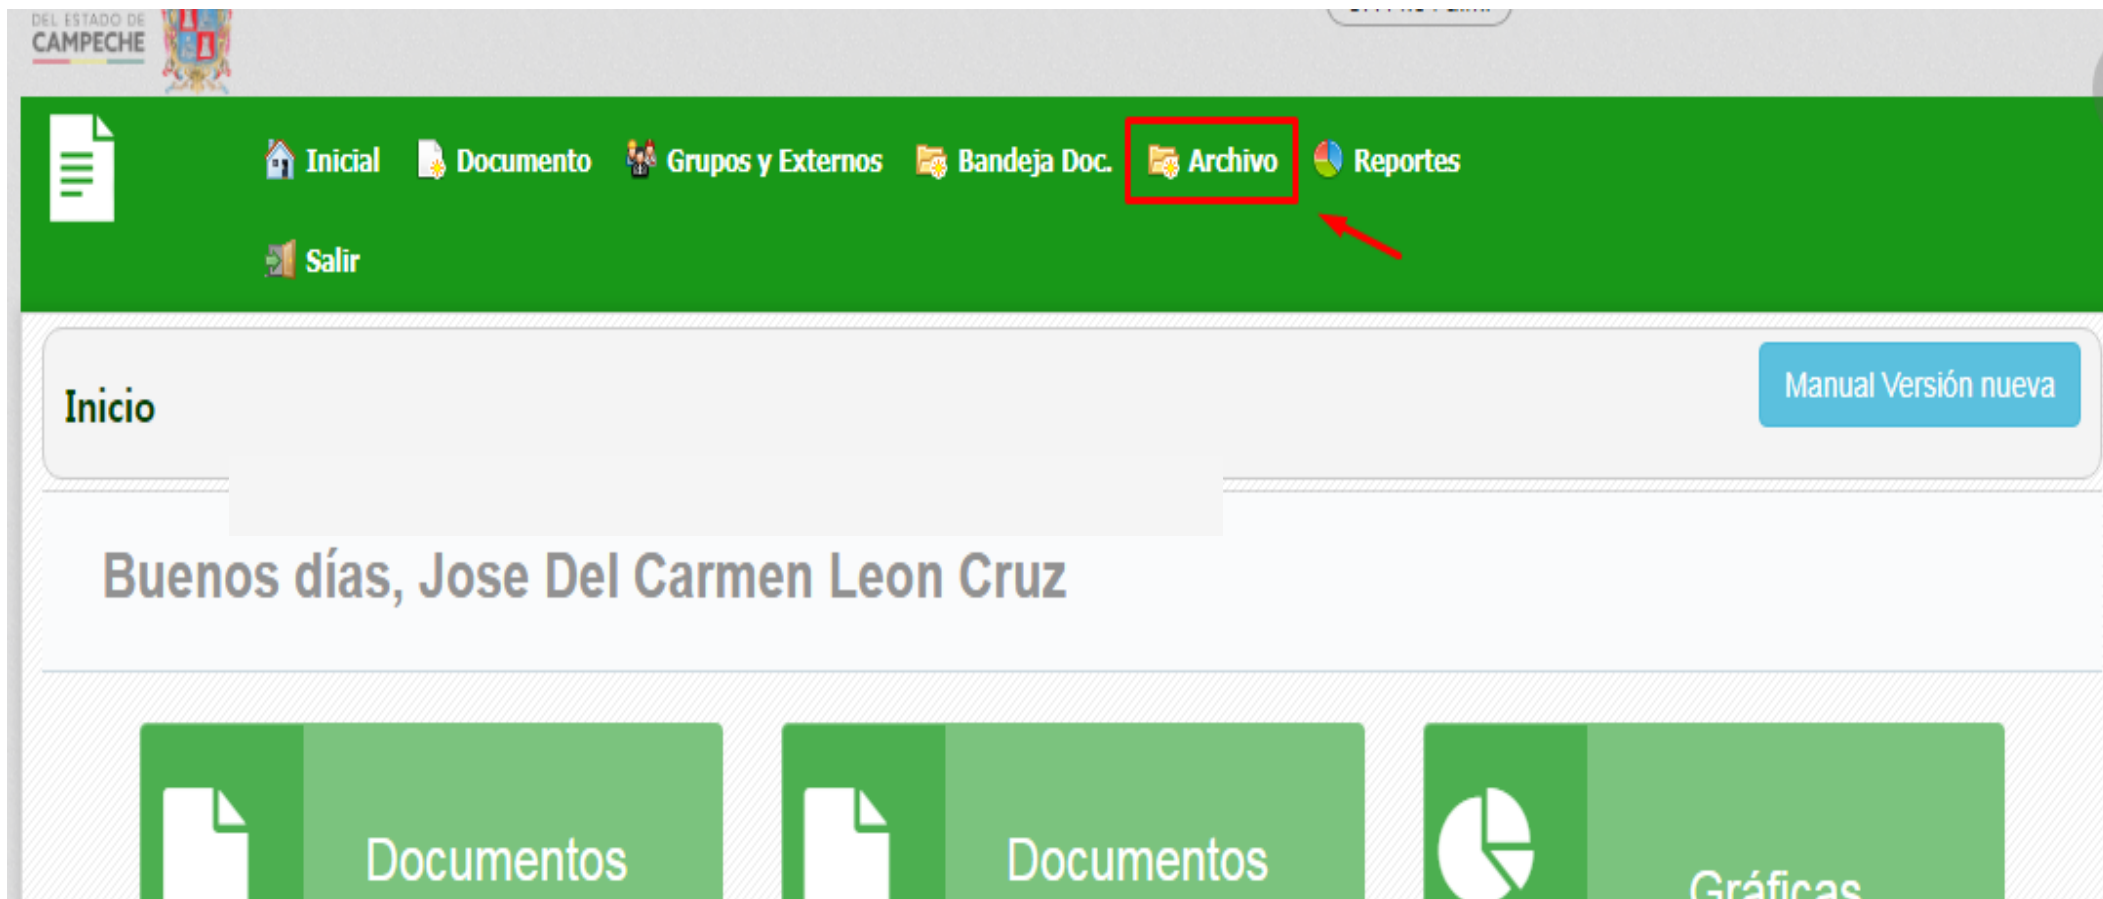 DEL ESTADO DE
CAMPECHE
Inicial Documento Grupos y Externos Bandeja Doc. Archivo Reportes
Salir
Inicio
Manual Versión nueva
Buenos días, Jose Del Carmen Leon Cruz
Documentos
Documentos
Gráficas